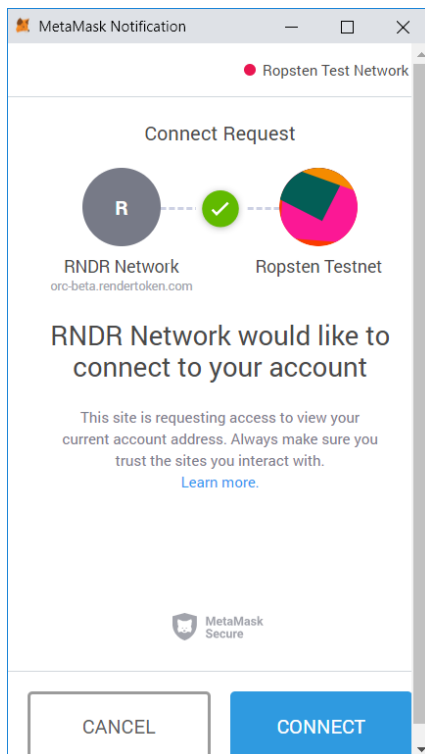 MetaMask Notification
Ropsten Test Network
Connect Request
R
RNDR Network
orc-beta.rendertoken.com
Ropsten Testnet
RNDR Network would like to
connect to your account
This site is requesting access to view your
current account address. Always make sure you
trust the sites you interact with.
Learn more.
MetaMask
Secure
CANCEL
CONNECT